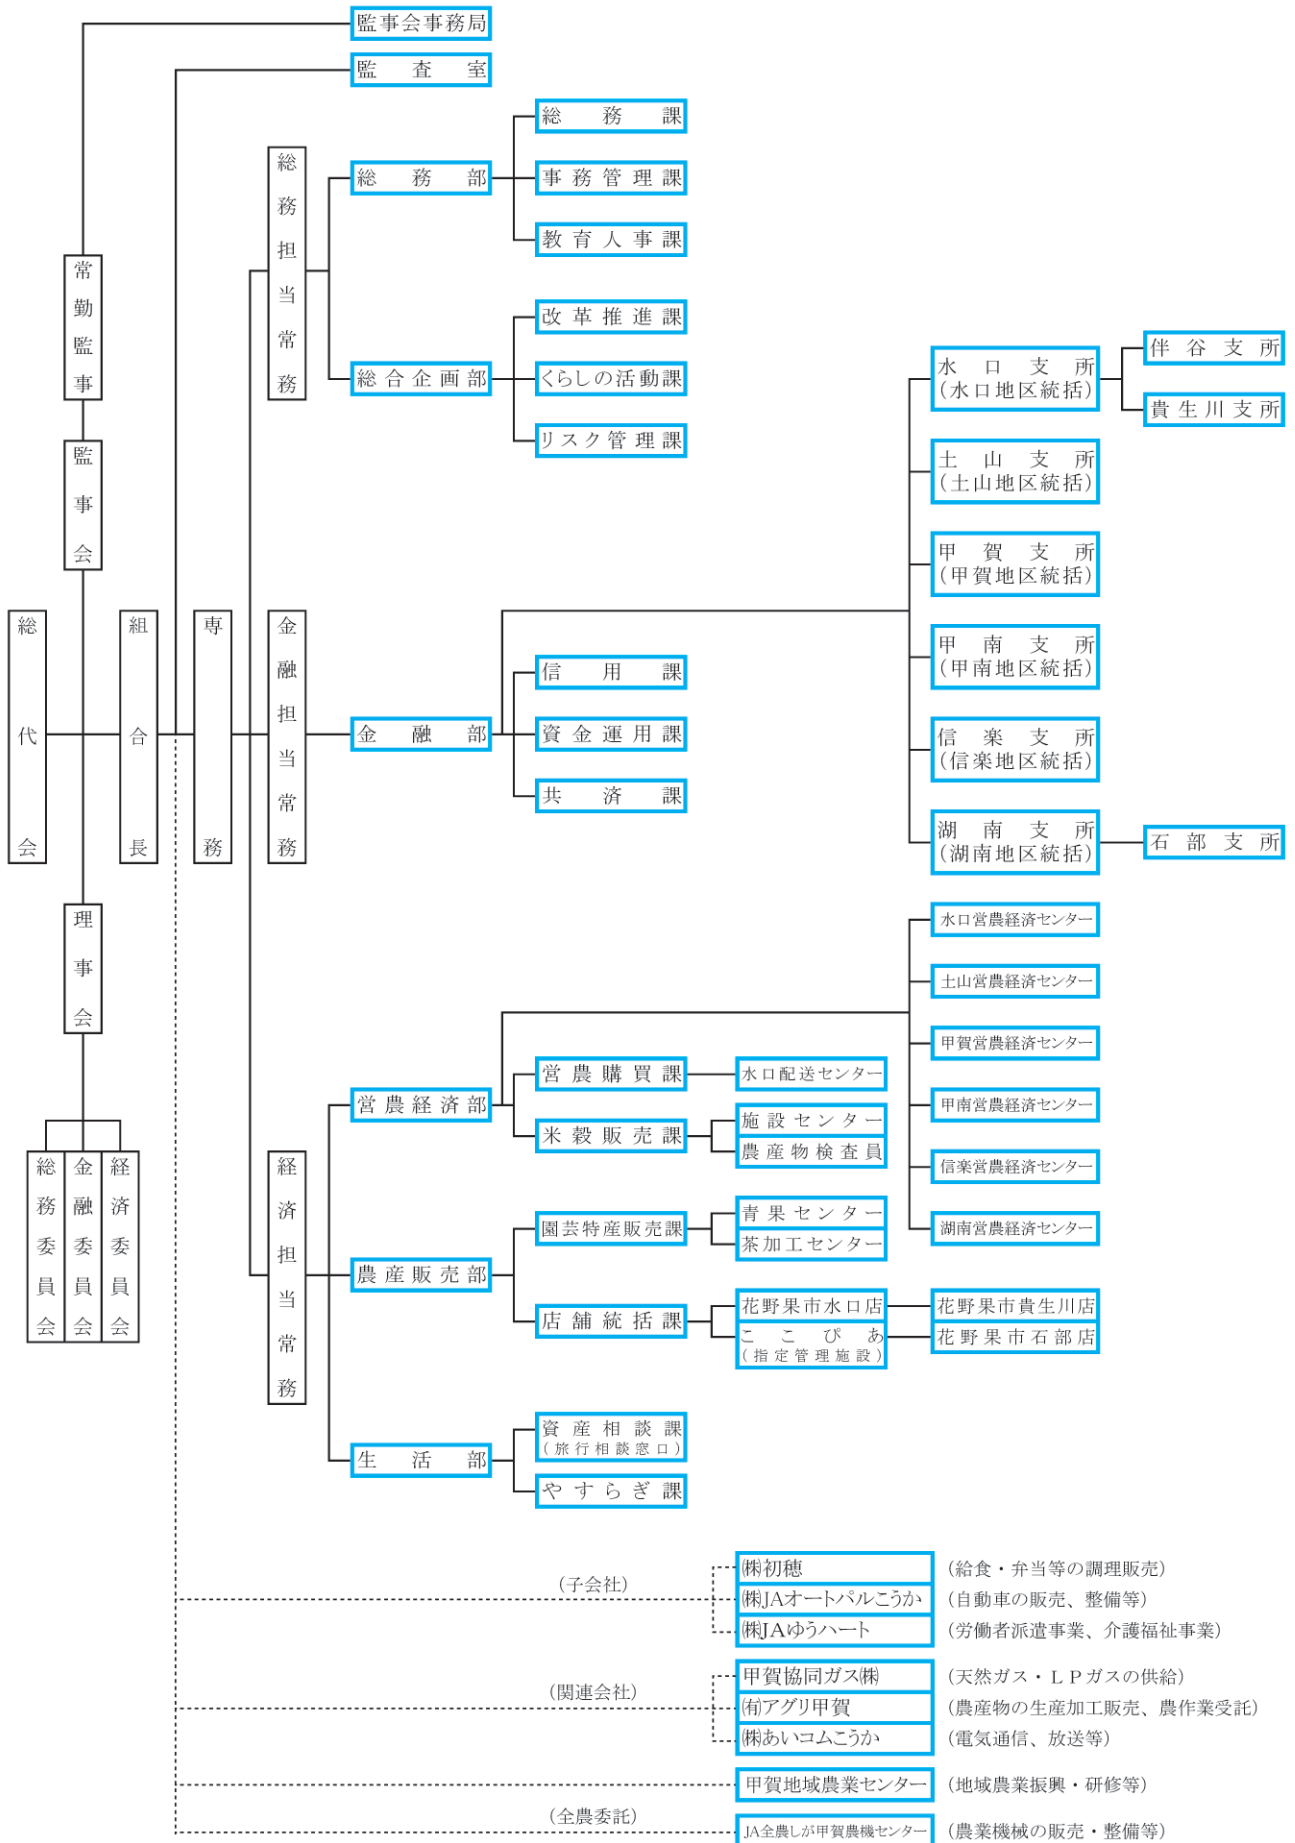 監事会事務局
監査室
総務担当常務
総務部
総務課
事務管理課
教育人事課
総合企画部
改革推進課
くらしの活動課
リスク管理課
常勤監事
監事会
総代会
組合長
専務
理事会
総務委員会
金融委員会
経済委員会
金融担当常務
金融部
信用課
資金運用課
共済課
水口支所
(水口地区統括)
伴谷支所
貴生川支所
土山支所
(土山地区統括)
甲賀支所
(甲賀地区統括)
甲南支所
(甲南地区統括)
信楽支所
(信楽地区統括)
湖南支所
(湖南地区統括)
石部支所
経済担当常務
営農経済部
営農購買課
水口配送センター
米穀販売課
施設センター
農産物検査員
水口営農経済センター
土山営農経済センター
甲賀営農経済センター
甲南営農経済センター
信楽営農経済センター
湖南営農経済センター
農産販売部
園芸特産販売課
青果センター
茶加工センター
店舗統括課
花野果市水口店
花野果市貴生川店
ここぴあ
(指定管理施設)
花野果市石部店
生活部
資産相談課
(旅行相談窓口)
やすらぎ課
(子会社)
㈱初穂 (給食・弁当等の調理販売)
㈱JAオートパルこうか (自動車の販売、整備等)
㈱JAゆうハート (労働者派遣事業、介護福祉事業)
(関連会社)
甲賀協同ガス㈱ (天然ガス・ＬＰガスの供給)
㈲アグリ甲賀 (農産物の生産加工販売、農作業受託)
㈱あいコムこうか (電気通信、放送等)
甲賀地域農業センター (地域農業振興・研修等)
(全農委託)
JA全農しが甲賀農機センター (農業機械の販売・整備等)